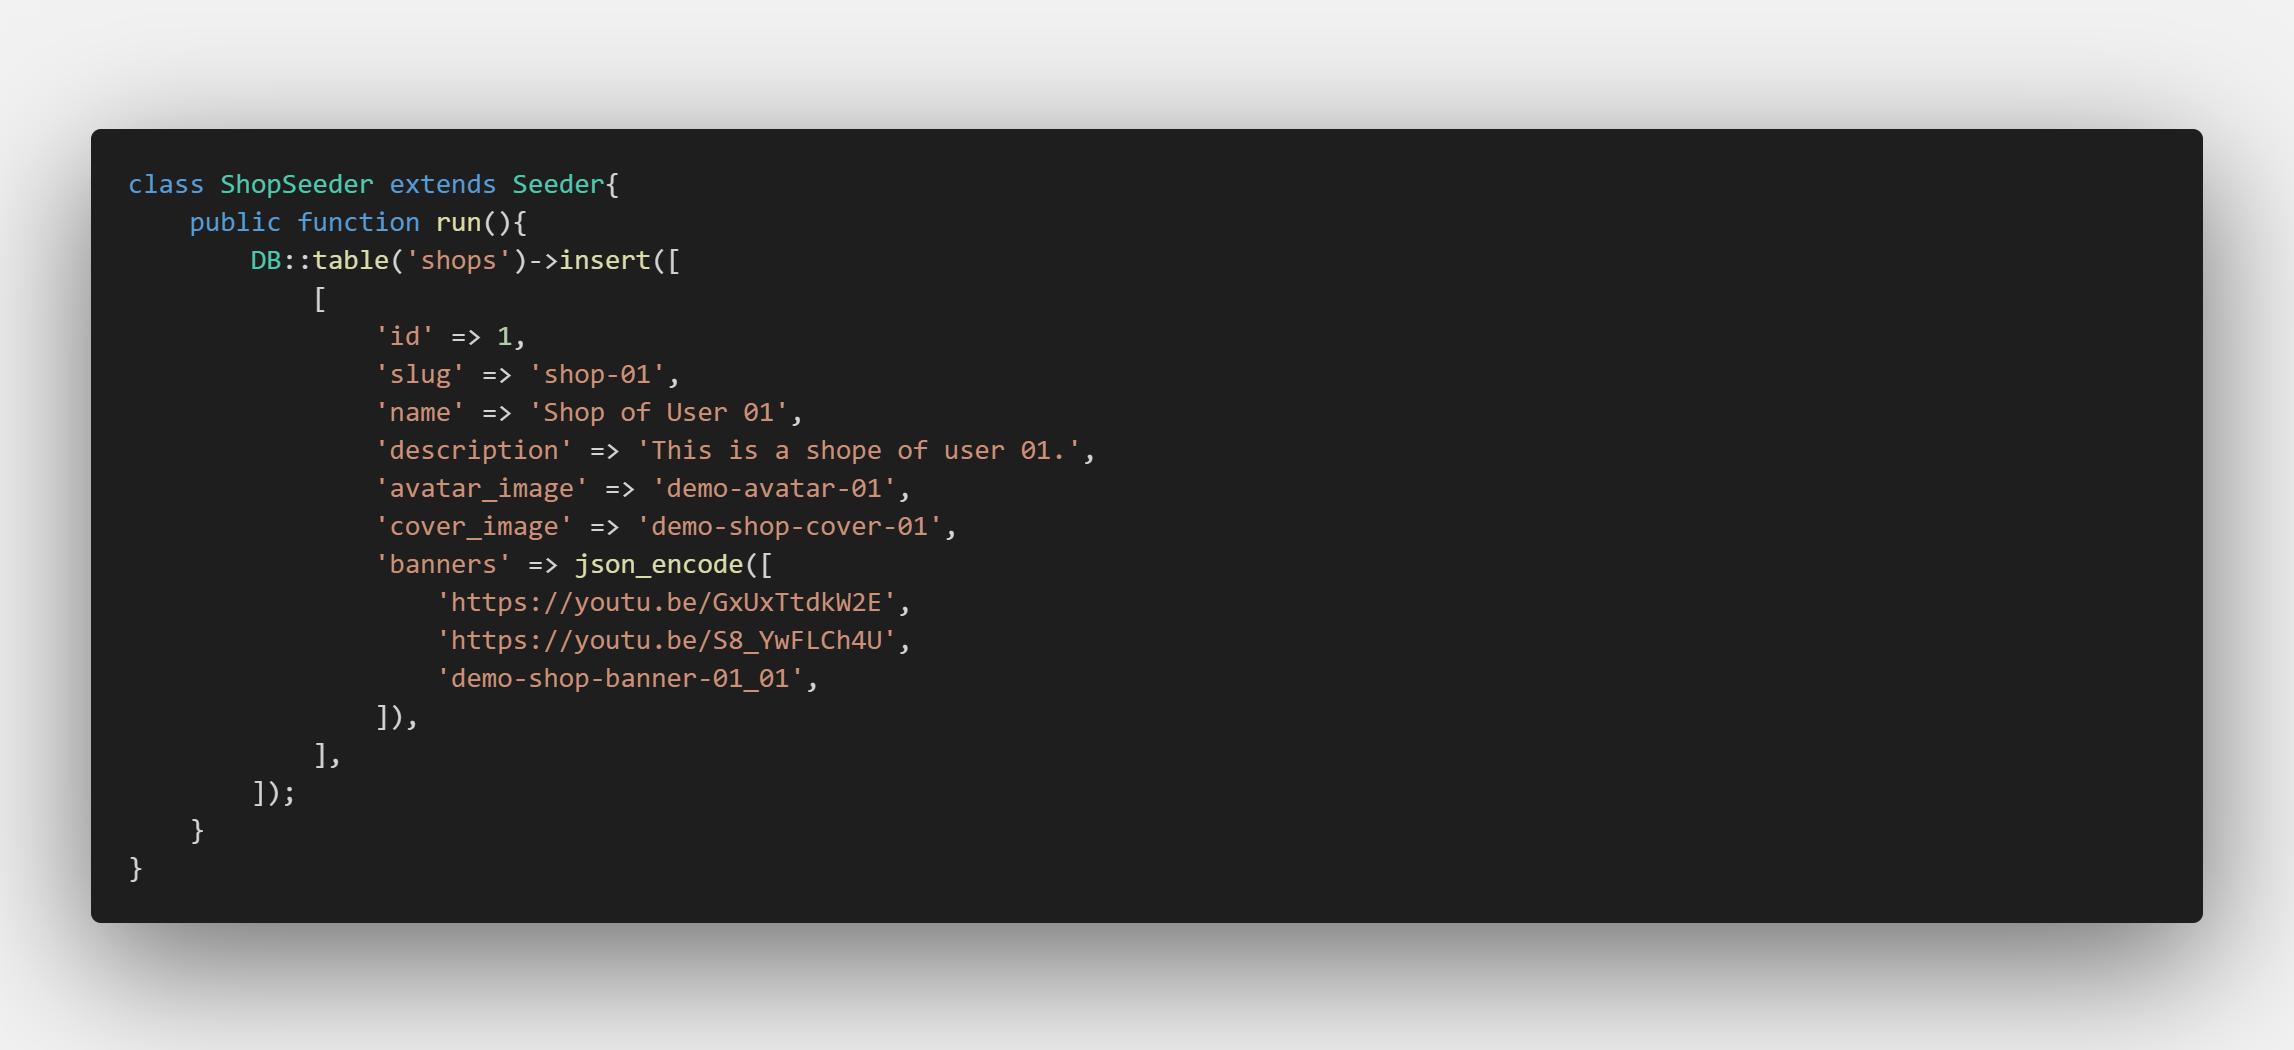 class ShopSeeder extends Seeder{
    public function run(){
        DB::table('shops')->insert([
            [
                'id' => 1,
                'slug' => 'shop-01',
                'name' => 'Shop of User 01',
                'description' => 'This is a shope of user 01.',
                'avatar_image' => 'demo-avatar-01',
                'cover_image' => 'demo-shop-cover-01',
                'banners' => json_encode([
                    'https://youtu.be/GxUxTtdkW2E',
                    'https://youtu.be/S8_YwFLCh4U',
                    'demo-shop-banner-01_01',
                ]),
            ],
        ]);
    }
}